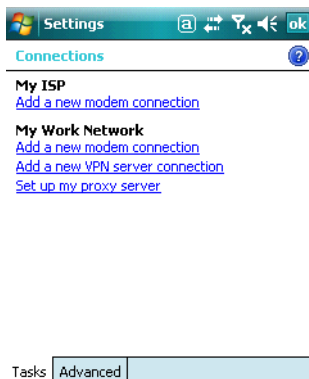 Settings a ok
Connections ?
My ISP
Add a new modem connection
My Work Network
Add a new modem connection
Add a new VPN server connection
Set up my proxy server
Tasks Advanced